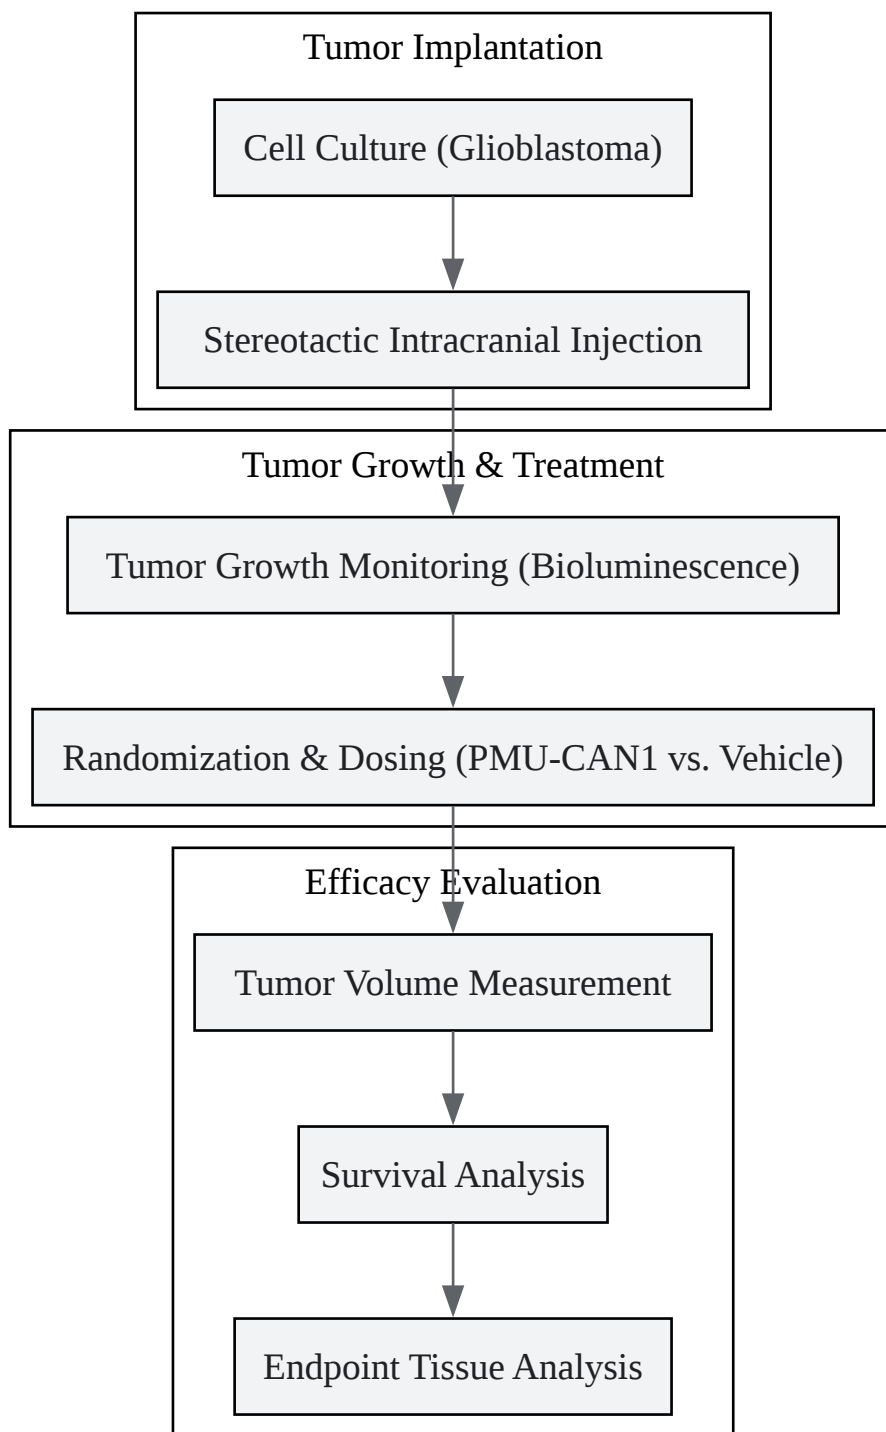 Tumor Implantation
Cell Culture (Glioblastoma)
Stereotactic Intracranial Injection
Tumor Growth & Treatment
Tumor Growth Monitoring (Bioluminescence)
Randomization & Dosing (PMU-CAN1 vs. Vehicle)
Efficacy Evaluation
Tumor Volume Measurement
Survival Analysis
Endpoint Tissue Analysis